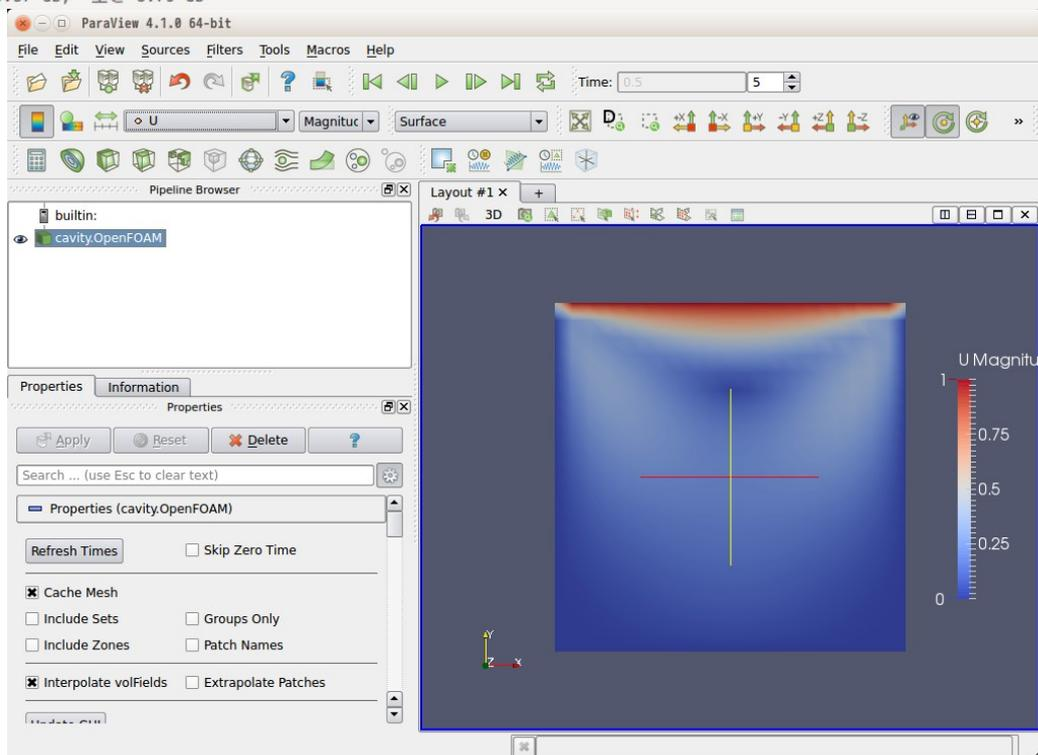 ParaView 4.1.0 64-bit
File Edit View Sources Filters Tools Macros Help
Time: 0.5 5
U Magnituc Surface
+X -X +Y -Y +Z -Z »
Pipeline Browser
Layout #1 +
builtin:
3D
cavity.OpenFOAM
Properties Information
Properties
Apply Reset Delete ?
Search ... (use Esc to clear text)
Properties (cavity.OpenFOAM)
Refresh Times Skip Zero Time
Cache Mesh
Include Sets Groups Only
Include Zones Patch Names
Interpolate volFields Extrapolate Patches
U Magnitu
1
0.75
0.5
0.25
0
Y
Z X